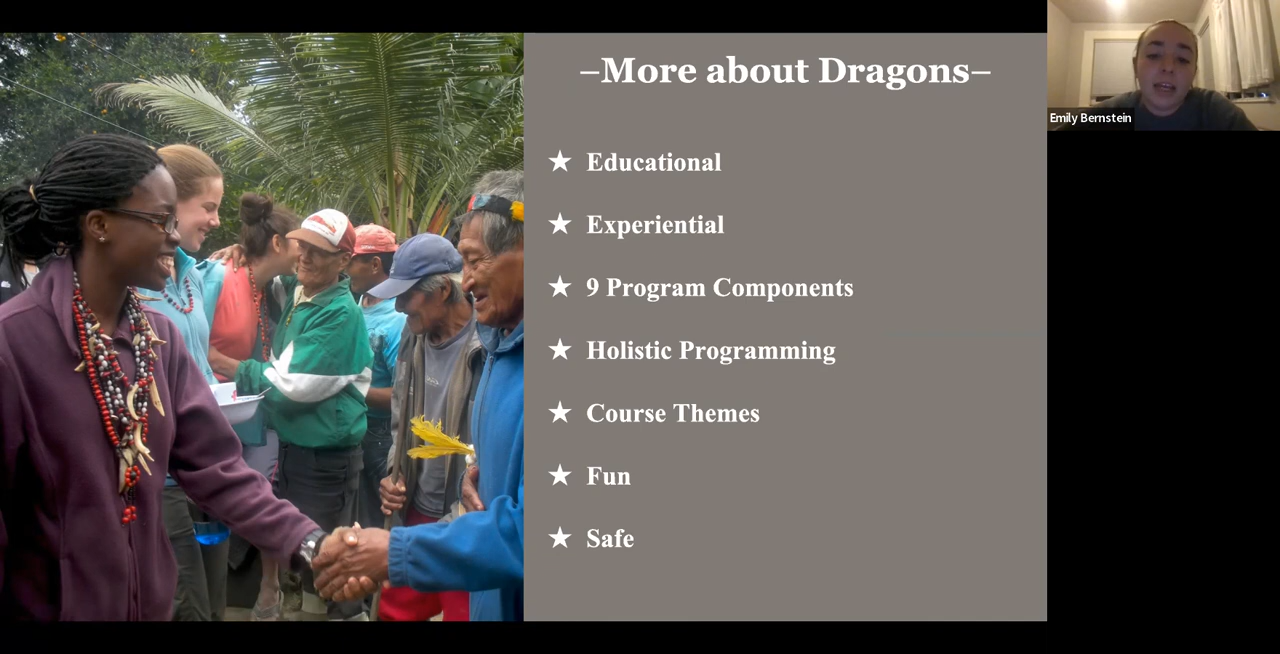 –More about Dragons–
★ Educational
★ Experiential
★ 9 Program Components
★ Holistic Programming
★ Course Themes
★ Fun
★ Safe
Emily Bernstein